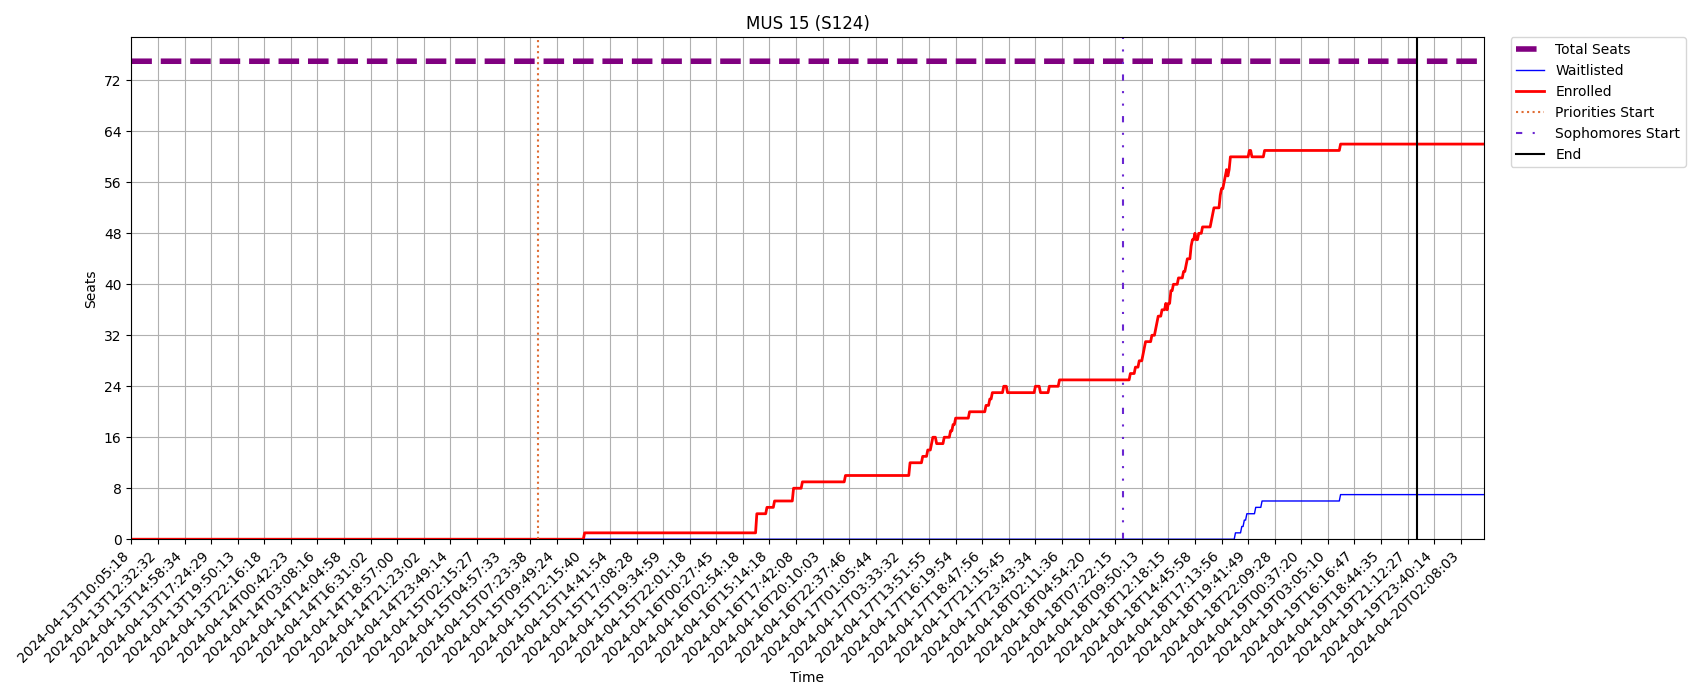 MUS 15 (S124)
Total Seats
Waitlisted
Enrolled
Priorities Start
Sophomores Start
End
Seats
72
64
56
48
40
32
24
16
8
0
2024-04-13T10:05:18
2024-04-13T12:32:32
2024-04-13T14:58:34
2024-04-13T17:24:29
2024-04-13T19:50:13
2024-04-13T22:16:18
2024-04-14T00:42:23
2024-04-14T03:08:16
2024-04-14T14:04:58
2024-04-14T16:31:02
2024-04-14T18:57:00
2024-04-14T21:23:02
2024-04-14T23:49:14
2024-04-15T02:15:27
2024-04-15T04:57:33
2024-04-15T07:23:38
2024-04-15T09:49:24
2024-04-15T12:15:40
2024-04-15T14:41:54
2024-04-15T17:08:28
2024-04-15T19:34:59
2024-04-15T22:01:18
2024-04-16T00:27:45
2024-04-16T02:54:18
2024-04-16T15:14:18
2024-04-16T17:42:08
2024-04-16T20:10:03
2024-04-16T22:37:46
2024-04-17T01:05:44
2024-04-17T03:33:32
2024-04-17T13:51:55
2024-04-17T16:19:54
2024-04-17T18:47:56
2024-04-17T21:15:45
2024-04-17T23:43:34
2024-04-18T02:11:36
2024-04-18T04:54:20
2024-04-18T07:22:15
2024-04-18T09:50:13
2024-04-18T12:18:15
2024-04-18T14:45:58
2024-04-18T17:13:56
2024-04-18T19:41:49
2024-04-18T22:09:28
2024-04-19T00:37:20
2024-04-19T03:05:10
2024-04-19T16:16:47
2024-04-19T18:44:35
2024-04-19T21:12:27
2024-04-19T23:40:14
2024-04-20T02:08:03
Time